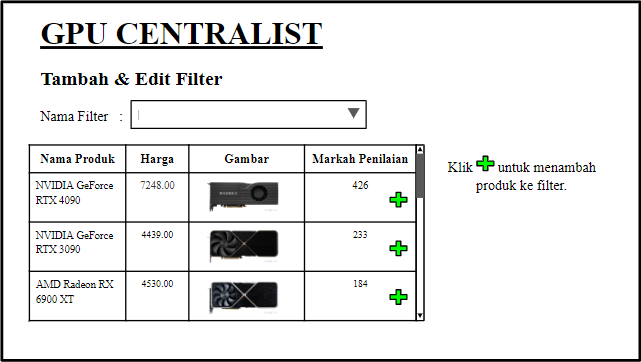 GPU CENTRALIST
Tambah & Edit Filter
Nama Filter :
Nama Produk Harga Gambar Markah Penilaian
NVIDIA GeForce RTX 4090 7248.00 426
NVIDIA GeForce RTX 3090 4439.00 233
AMD Radeon RX 6900 XT 4530.00 184
Klik untuk menambah
produk ke filter.